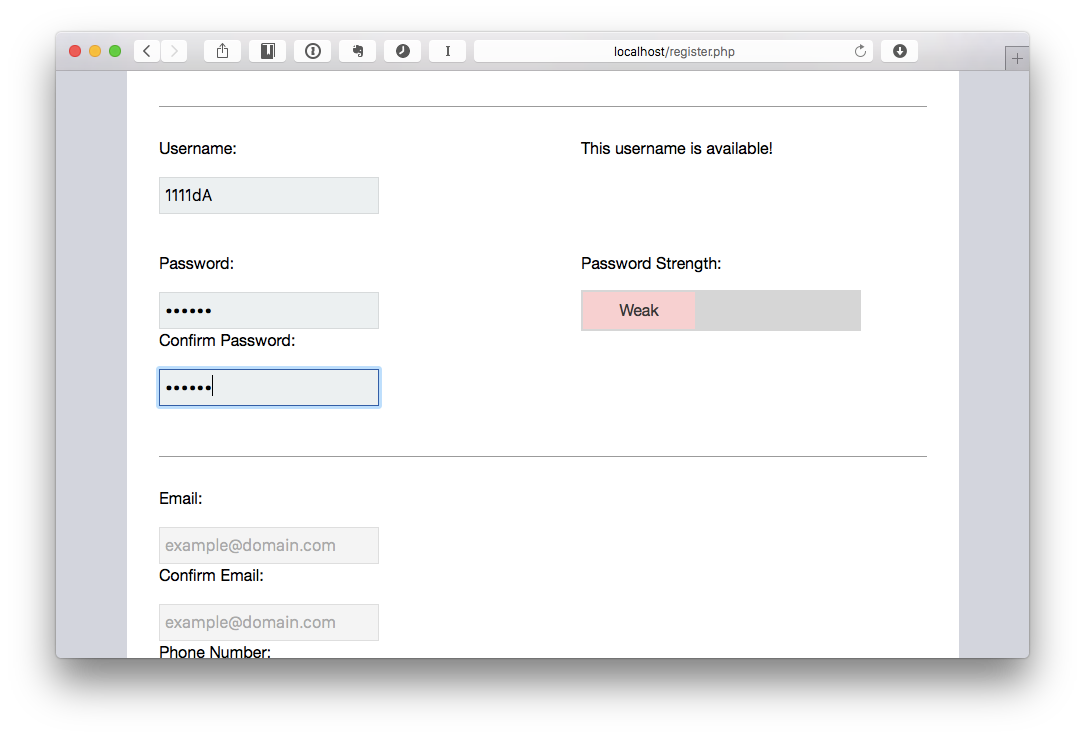 localhost/register.php
Username:
This username is available!
1111dA
Password:
Password Strength:
••••••
Weak
Confirm Password:
••••••
Email:
example@domain.com
Confirm Email:
example@domain.com
Phone Number: